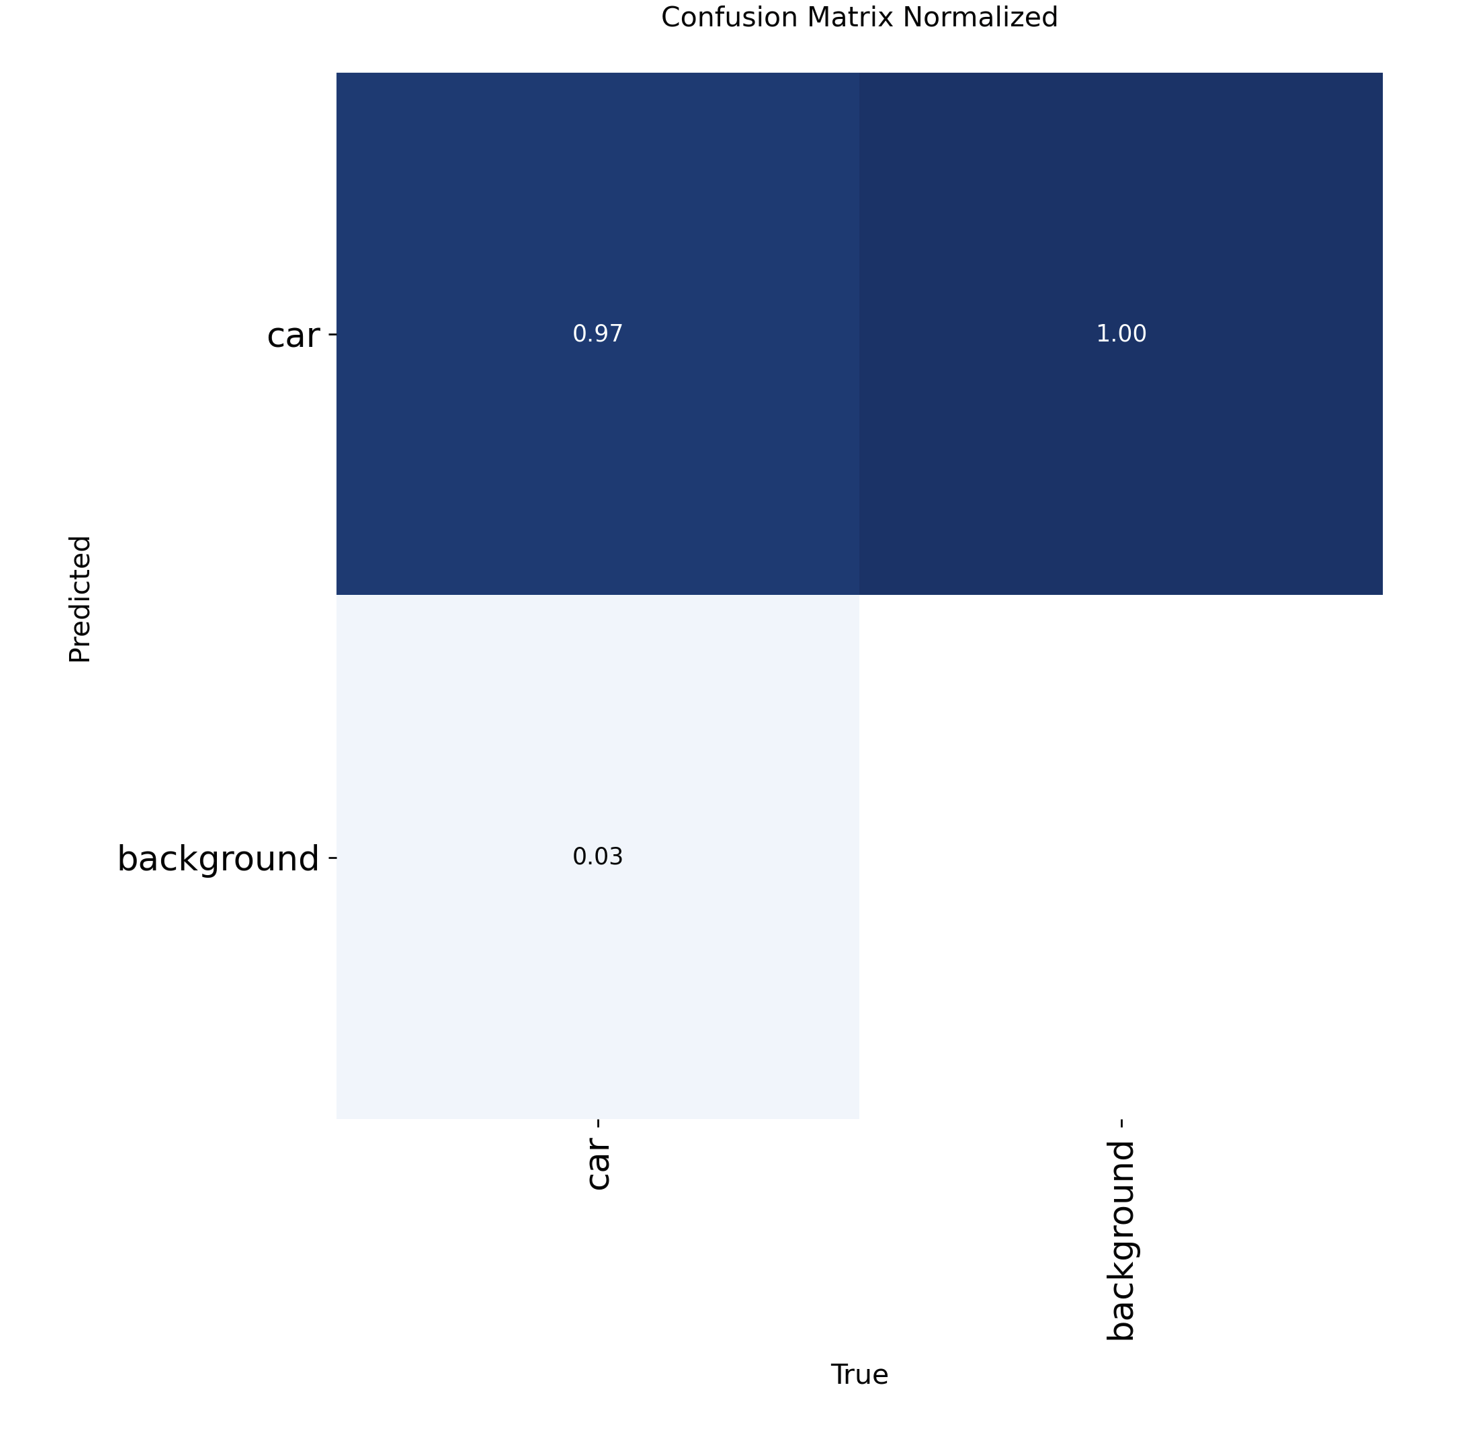 Confusion Matrix Normalized
car
0.97
1.00
Predicted
background
0.03
car
background
True